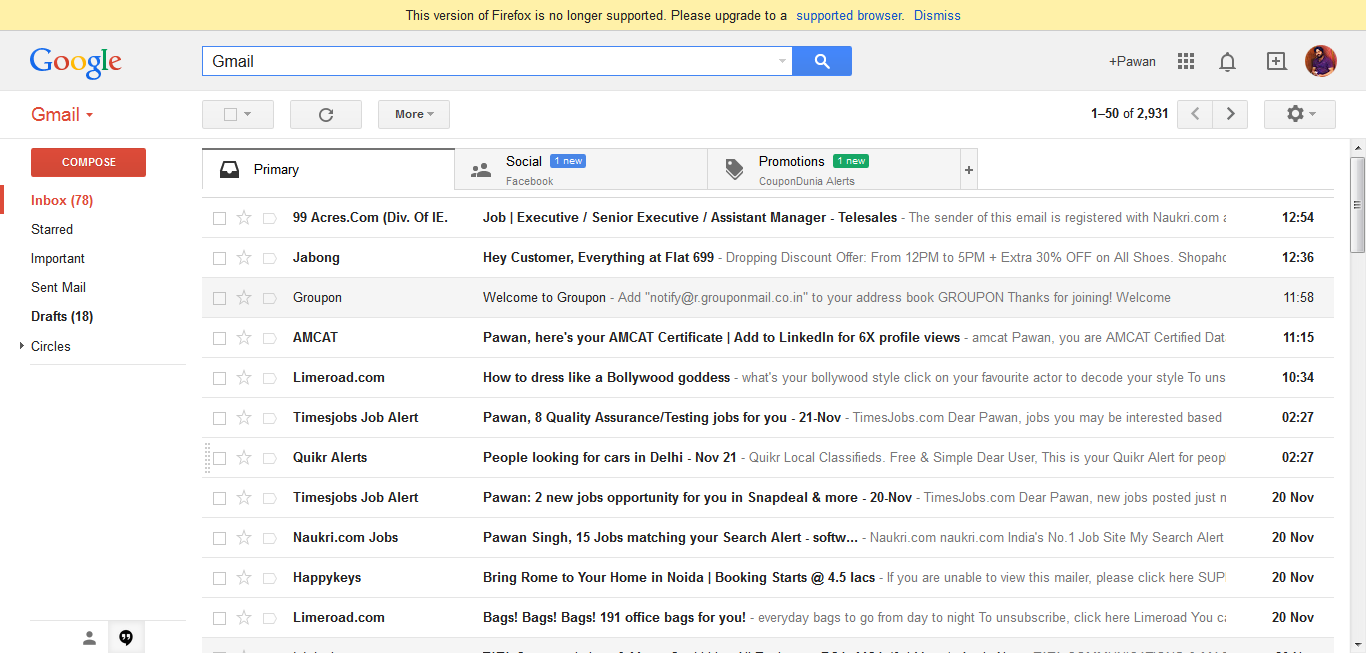 This version of Firefox is no longer supported. Please upgrade to a supported browser. Dismiss
Google
Gmail
+Pawan
Gmail
More
1–50 of 2,931
COMPOSE
Inbox (78)
Starred
Important
Sent Mail
Drafts (18)
Circles
Primary
Social 1 new
Facebook
Promotions 1 new
CouponDunia Alerts
+
99 Acres.Com (Div. Of IE. Job | Executive / Senior Executive / Assistant Manager - Telesales - The sender of this email is registered with Naukri.com a 12:54
Jabong Hey Customer, Everything at Flat 699 - Dropping Discount Offer: From 12PM to 5PM + Extra 30% OFF on All Shoes. Shopaho 12:36
Groupon Welcome to Groupon - Add "notify@r.grouponmail.co.in" to your address book GROUPON Thanks for joining! Welcome 11:58
AMCAT Pawan, here's your AMCAT Certificate | Add to LinkedIn for 6X profile views - amcat Pawan, you are AMCAT Certified Dat 11:15
Limeroad.com How to dress like a Bollywood goddess - what's your bollywood style click on your favourite actor to decode your style To uns 10:34
Timesjobs Job Alert Pawan, 8 Quality Assurance/Testing jobs for you - 21-Nov - TimesJobs.com Dear Pawan, jobs you may be interested based 02:27
Quikr Alerts People looking for cars in Delhi - Nov 21 - Quikr Local Classifieds. Free & Simple Dear User, This is your Quikr Alert for peop 02:27
Timesjobs Job Alert Pawan: 2 new jobs opportunity for you in Snapdeal & more - 20-Nov - TimesJobs.com Dear Pawan, new jobs posted just n 20 Nov
Naukri.com Jobs Pawan Singh, 15 Jobs matching your Search Alert - softw... - Naukri.com naukri.com India's No.1 Job Site My Search Alert 20 Nov
Happykeys Bring Rome to Your Home in Noida | Booking Starts @ 4.5 lacs - If you are unable to view this mailer, please click here SUP 20 Nov
Limeroad.com Bags! Bags! Bags! 191 office bags for you! - everyday bags to go from day to night To unsubscribe, click here Limeroad You ca 20 Nov